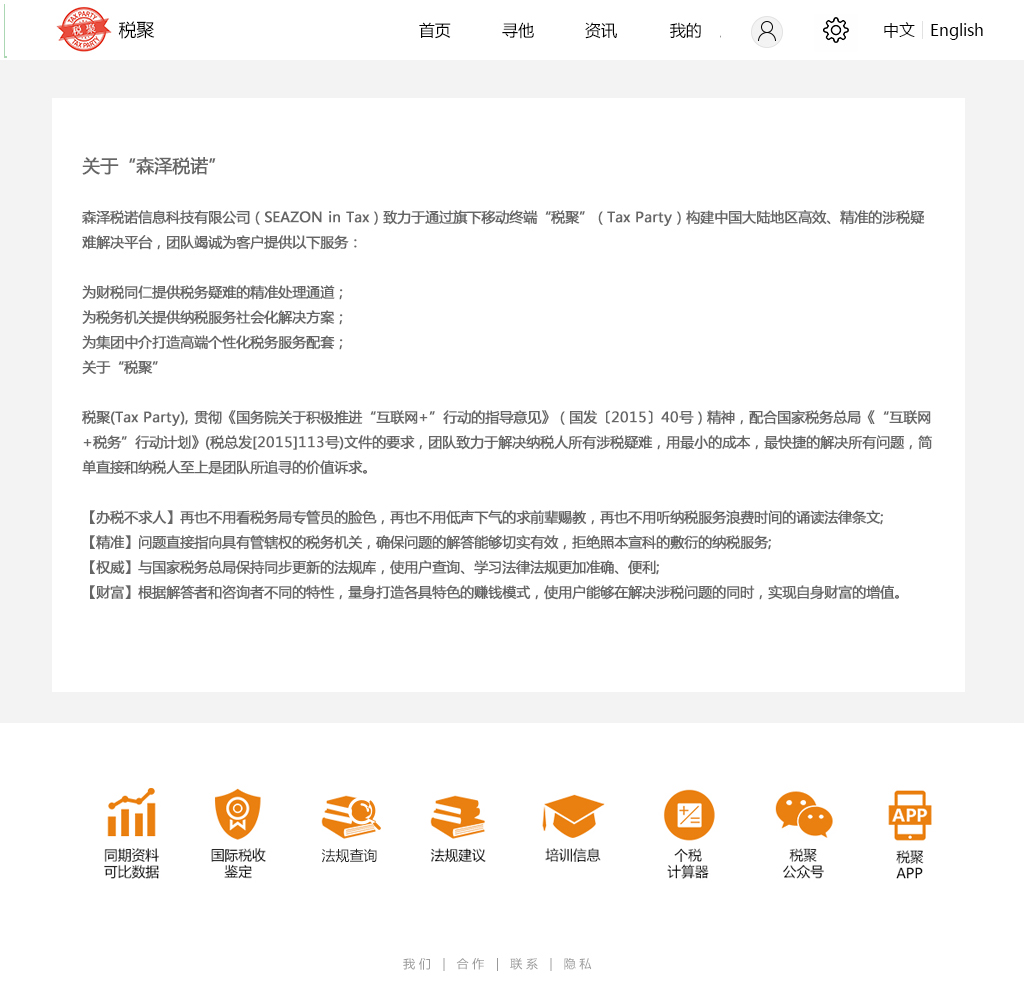 TAX PARTY
税聚
TAX PARTY
税聚 首页 寻他 资讯 我的 中文 English
关于“森泽税诺”
森泽税诺信息科技有限公司（SEAZON in Tax）致力于通过旗下移动终端“税聚”（Tax Party）构建中国大陆地区高效、精准的涉税疑
难解决平台，团队竭诚为客户提供以下服务：
为财税同仁提供税务疑难的精准处理通道；
为税务机关提供纳税服务社会化解决方案；
为集团中介打造高端个性化税务服务配套；
关于“税聚”
税聚(Tax Party), 贯彻《国务院关于积极推进“互联网+”行动的指导意见》（国发〔2015〕40号）精神，配合国家税务总局《“互联网
+税务”行动计划》(税总发[2015]113号)文件的要求，团队致力于解决纳税人所有涉税疑难，用最小的成本，最快捷的解决所有问题，简
单直接和纳税人至上是团队所追寻的价值诉求。
【办税不求人】再也不用看税务局专管员的脸色，再也不用低声下气的求前辈赐教，再也不用听纳税服务浪费时间的诵读法律条文;
【精准】问题直接指向具有管辖权的税务机关，确保问题的解答能够切实有效，拒绝照本宣科的敷衍的纳税服务;
【权威】与国家税务总局保持同步更新的法规库，使用户查询、学习法律法规更加准确、便利;
【财富】根据解答者和咨询者不同的特性，量身打造各具特色的赚钱模式，使用户能够在解决涉税问题的同时，实现自身财富的增值。
APP
同期资料 国际税收 法规查询 法规建议 培训信息 个税 税聚 税聚
可比数据 鉴定 计算器 公众号 APP
我们 | 合作 | 联系 | 隐私